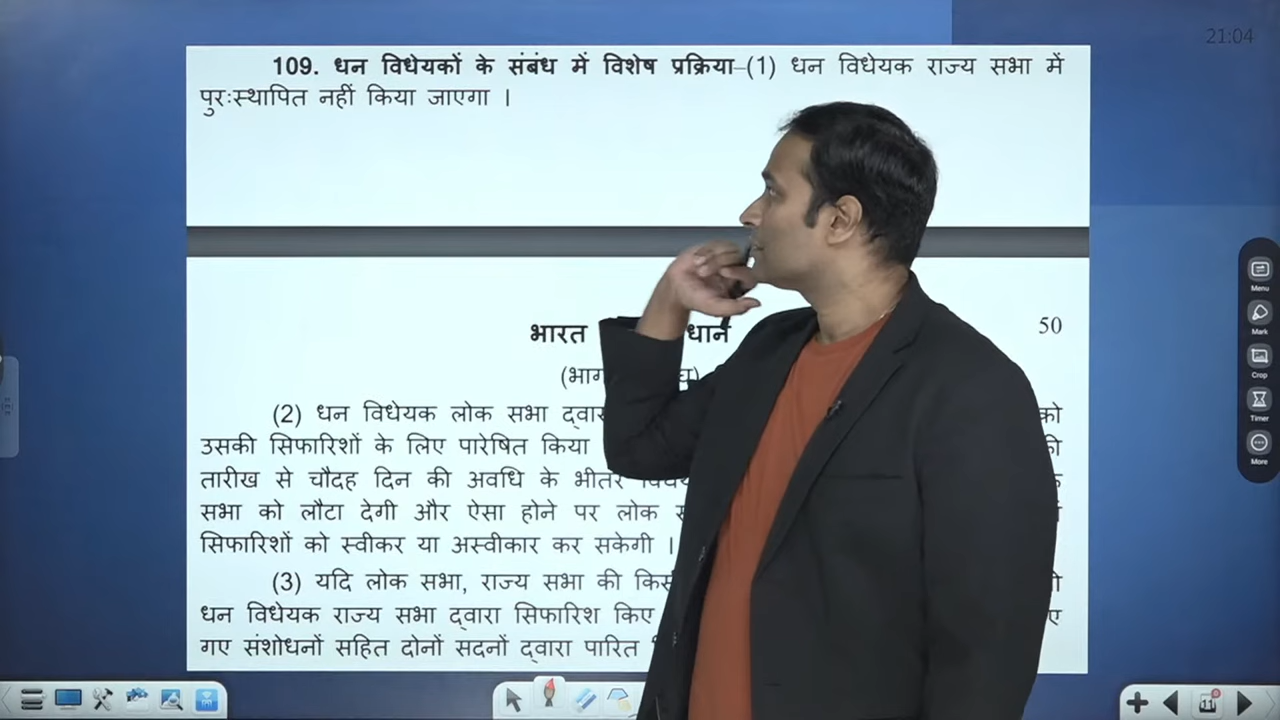 21:04
109. धन विधेयकों के संबंध में विशेष प्रक्रिया–(1) धन विधेयक राज्य सभा में
पुरःस्थापित नहीं किया जाएगा ।
50
भारत
(भाग
(2) धन विधेयक लोक सभा को
उसकी सिफारिशों के लिए पारेषित किया
तारीख से चौदह दिन की अवधि के भीतर
सभा को लौटा देगी और ऐसा होने पर लोक
सिफारिशों को स्वीकार या अस्वीकार कर सकेगी ।
(3) यदि लोक सभा, राज्य सभा की
धन विधेयक राज्य सभा द्वारा सिफारिश किए
गए संशोधनों सहित दोनों सदनों द्वारा पारित
Menu
Mark
Crop
Timer
More
11